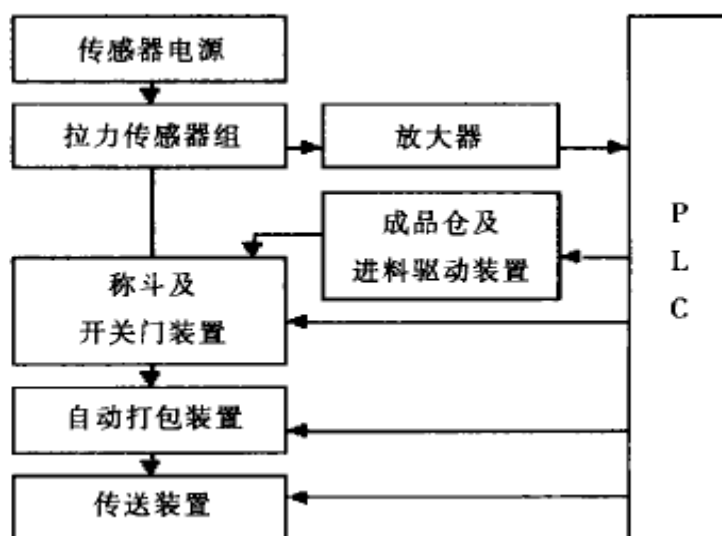 传感器电源
拉力传感器组
放大器
成品仓及
进料驱动装置
称斗及
开关门装置
自动打包装置
传送装置
P
L
C